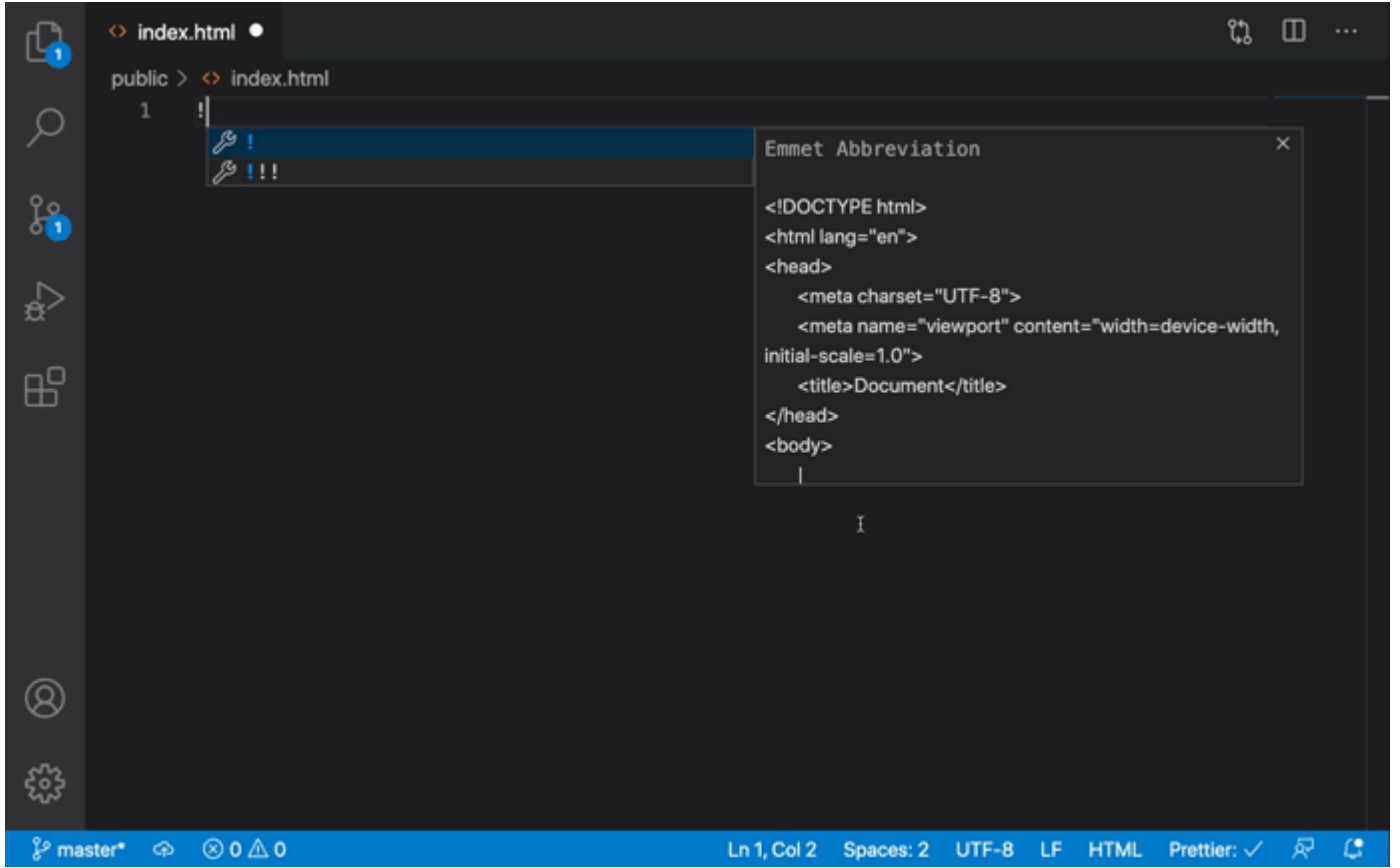 index.html
public > index.html
1 !
!
!!!
Emmet Abbreviation
<!DOCTYPE html>
<html lang="en">
<head>
<meta charset="UTF-8">
<meta name="viewport" content="width=device-width,
initial-scale=1.0">
<title>Document</title>
</head>
<body>
|
1
1
master* 0 0 Ln 1, Col 2 Spaces: 2 UTF-8 LF HTML Prettier: ✓